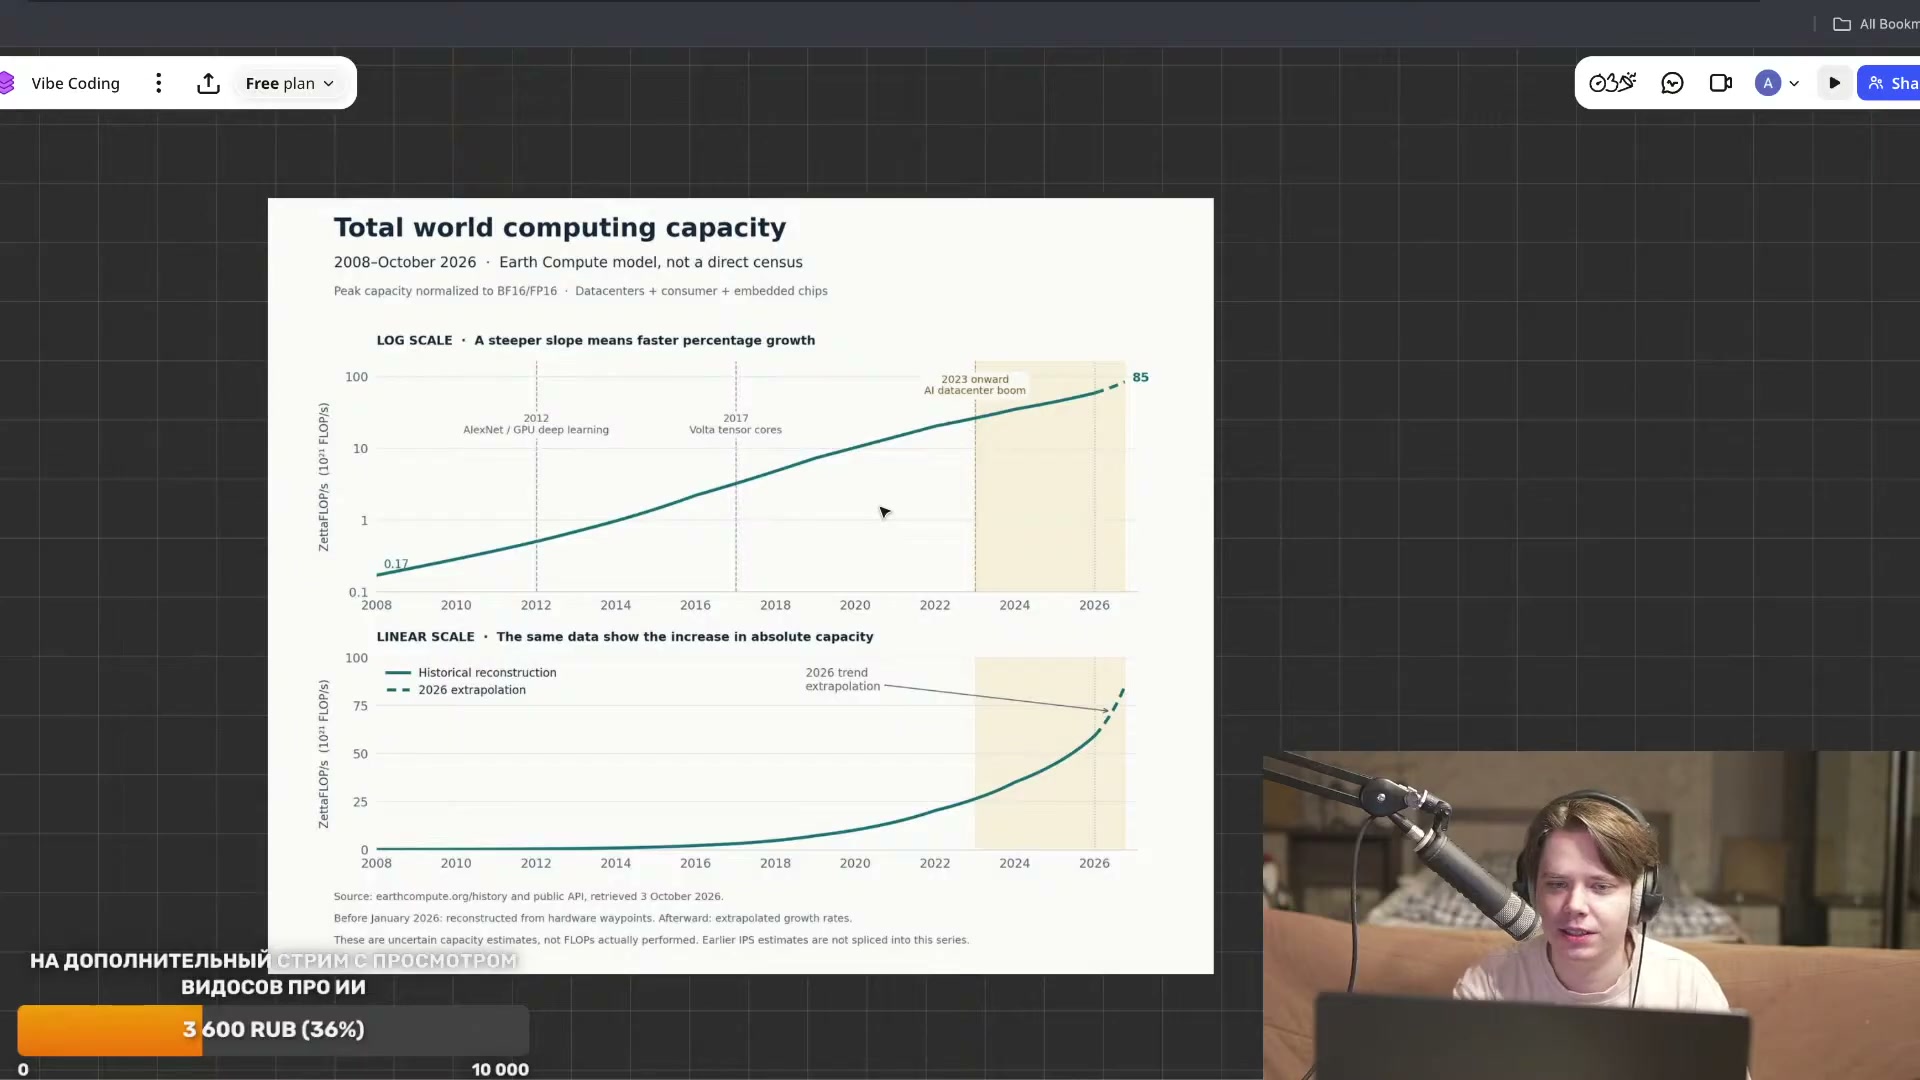 All Bookm
Vibe Coding
Free plan
A
Sha
Total world computing capacity
2008–October 2026 · Earth Compute model, not a direct census
Peak capacity normalized to BF16/FP16 · Datacenters + consumer + embedded chips
LOG SCALE · A steeper slope means faster percentage growth
ZettaFLOP/s (10²¹ FLOP/s)
100
10
1
0.1
2012
AlexNet / GPU deep learning
2017
Volta tensor cores
2023 onward
AI datacenter boom
85
0.17
2008 2010 2012 2014 2016 2018 2020 2022 2024 2026
LINEAR SCALE · The same data show the increase in absolute capacity
ZettaFLOP/s (10²¹ FLOP/s)
100
75
50
25
0
Historical reconstruction
2026 extrapolation
2026 trend
extrapolation
2008 2010 2012 2014 2016 2018 2020 2022 2024 2026
Source: earthcompute.org/history and public API, retrieved 3 October 2026.
Before January 2026: reconstructed from hardware waypoints. Afterward: extrapolated growth rates.
These are uncertain capacity estimates, not FLOPs actually performed. Earlier IPS estimates are not spliced into this series.
НА ДОПОЛНИТЕЛЬНЫЙ СТРИМ С ПРОСМОТРОМ
ВИДОСОВ ПРО ИИ
3 600 RUB (36%)
0 10 000